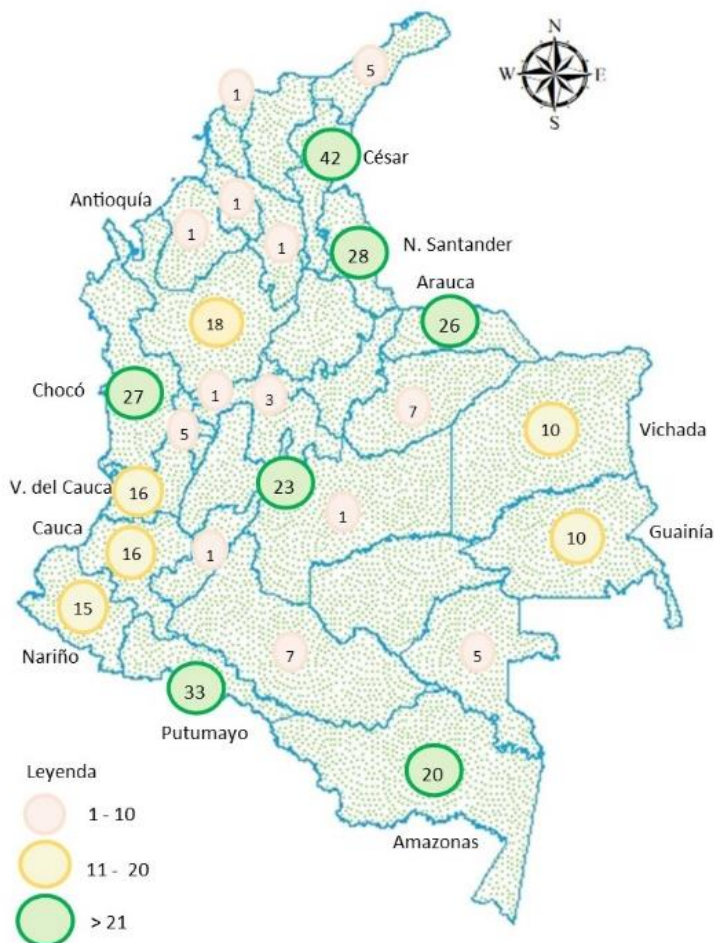 N
W E
S
5
1
42 César
Antioquía
1
1
1
28
N. Santander
Arauca
26
18
Chocó
27
1
3
5
7
10
Vichada
V. del Cauca
16
23
1
Cauca
16
1
10
Guainía
15
Nariño
7
5
33
Putumayo
20
Amazonas
Leyenda
1 - 10
11 - 20
> 21